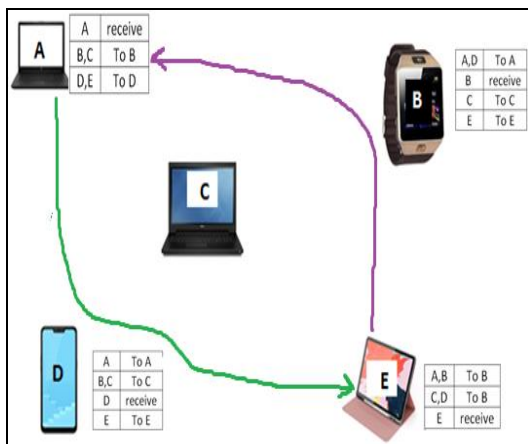 A
A receive
B,C To B
D,E To D
B
A,D To A
B receive
C To C
E To E
C
D
A To A
B,C To C
D receive
E To E
E
A,B To B
C,D To B
E receive